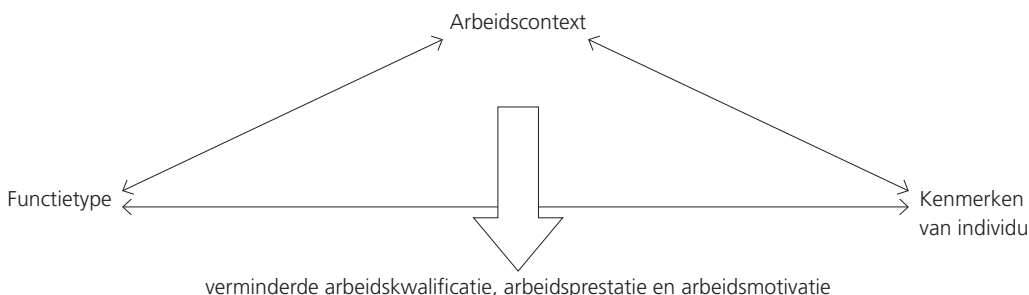 Arbeidscontext
Functietype
Kenmerken
van individu
verminderde arbeidskwalificatie, arbeidsprestatie en arbeidsmotivatie